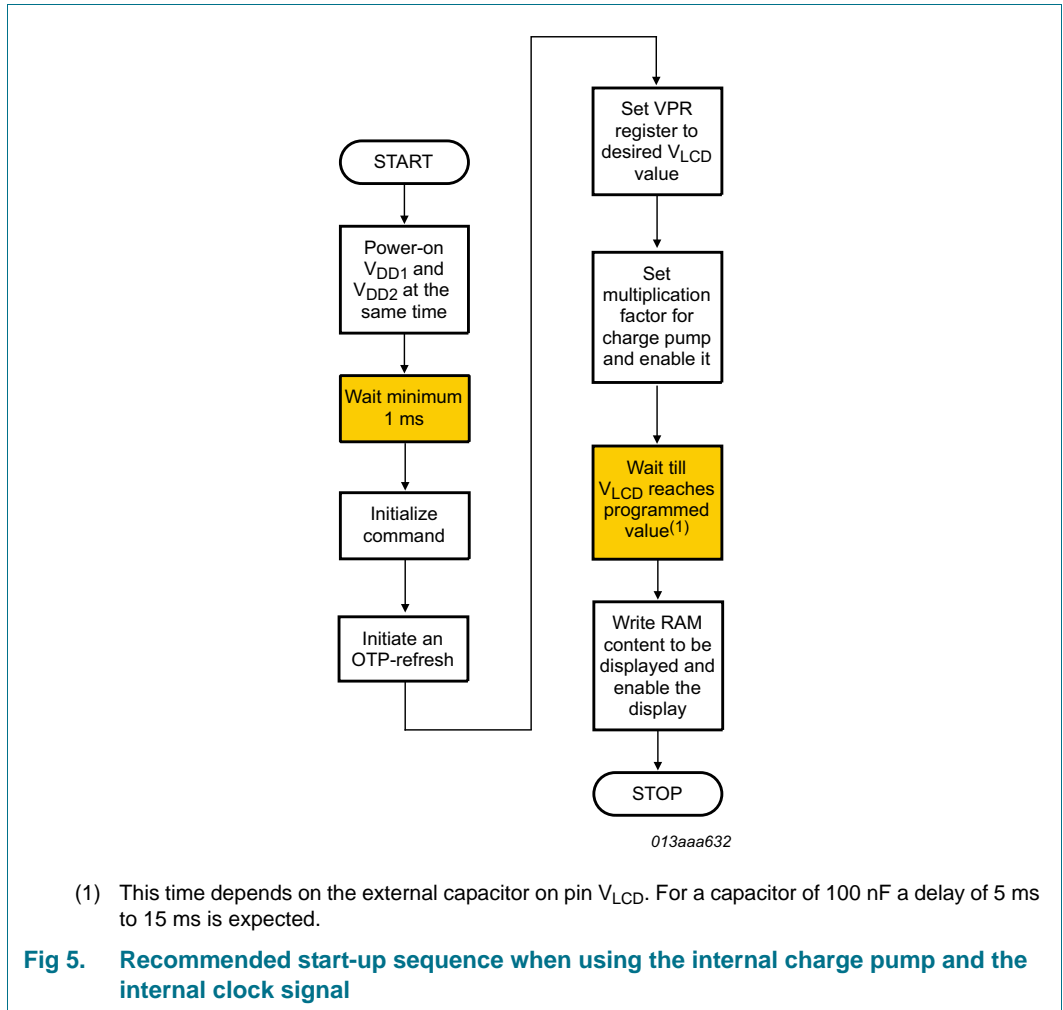 START
Power-on
VDD1 and
VDD2 at the
same time
Wait minimum
1 ms
Initialize
command
Initiate an
OTP-refresh
Set VPR
register to
desired VLCD
value
Set
multiplication
factor for
charge pump
and enable it
Wait till
VLCD reaches
programmed
value(1)
Write RAM
content to be
displayed and
enable the
display
STOP
013aaa632
(1) This time depends on the external capacitor on pin VLCD. For a capacitor of 100 nF a delay of 5 ms
to 15 ms is expected.
Fig 5. Recommended start-up sequence when using the internal charge pump and the
internal clock signal